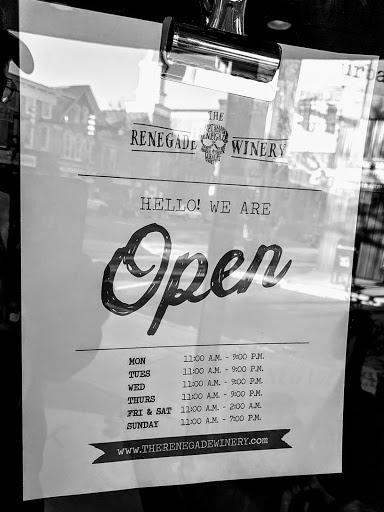 THE
RENEGADE WINERY
HELLO! WE ARE
Open
MON 11:00 A.M. - 9:00 P.M.
TUES 11:00 A.M. - 9:00 P.M.
WED 11:00 A.M. - 9:00 P.M.
THURS 11:00 A.M. - 9:00 P.M.
FRI & SAT 11:00 A.M. - 2:00 A.M.
SUNDAY 11:00 A.M. - 7:00 P.M.
WWW.THERENEGADEWINERY.com